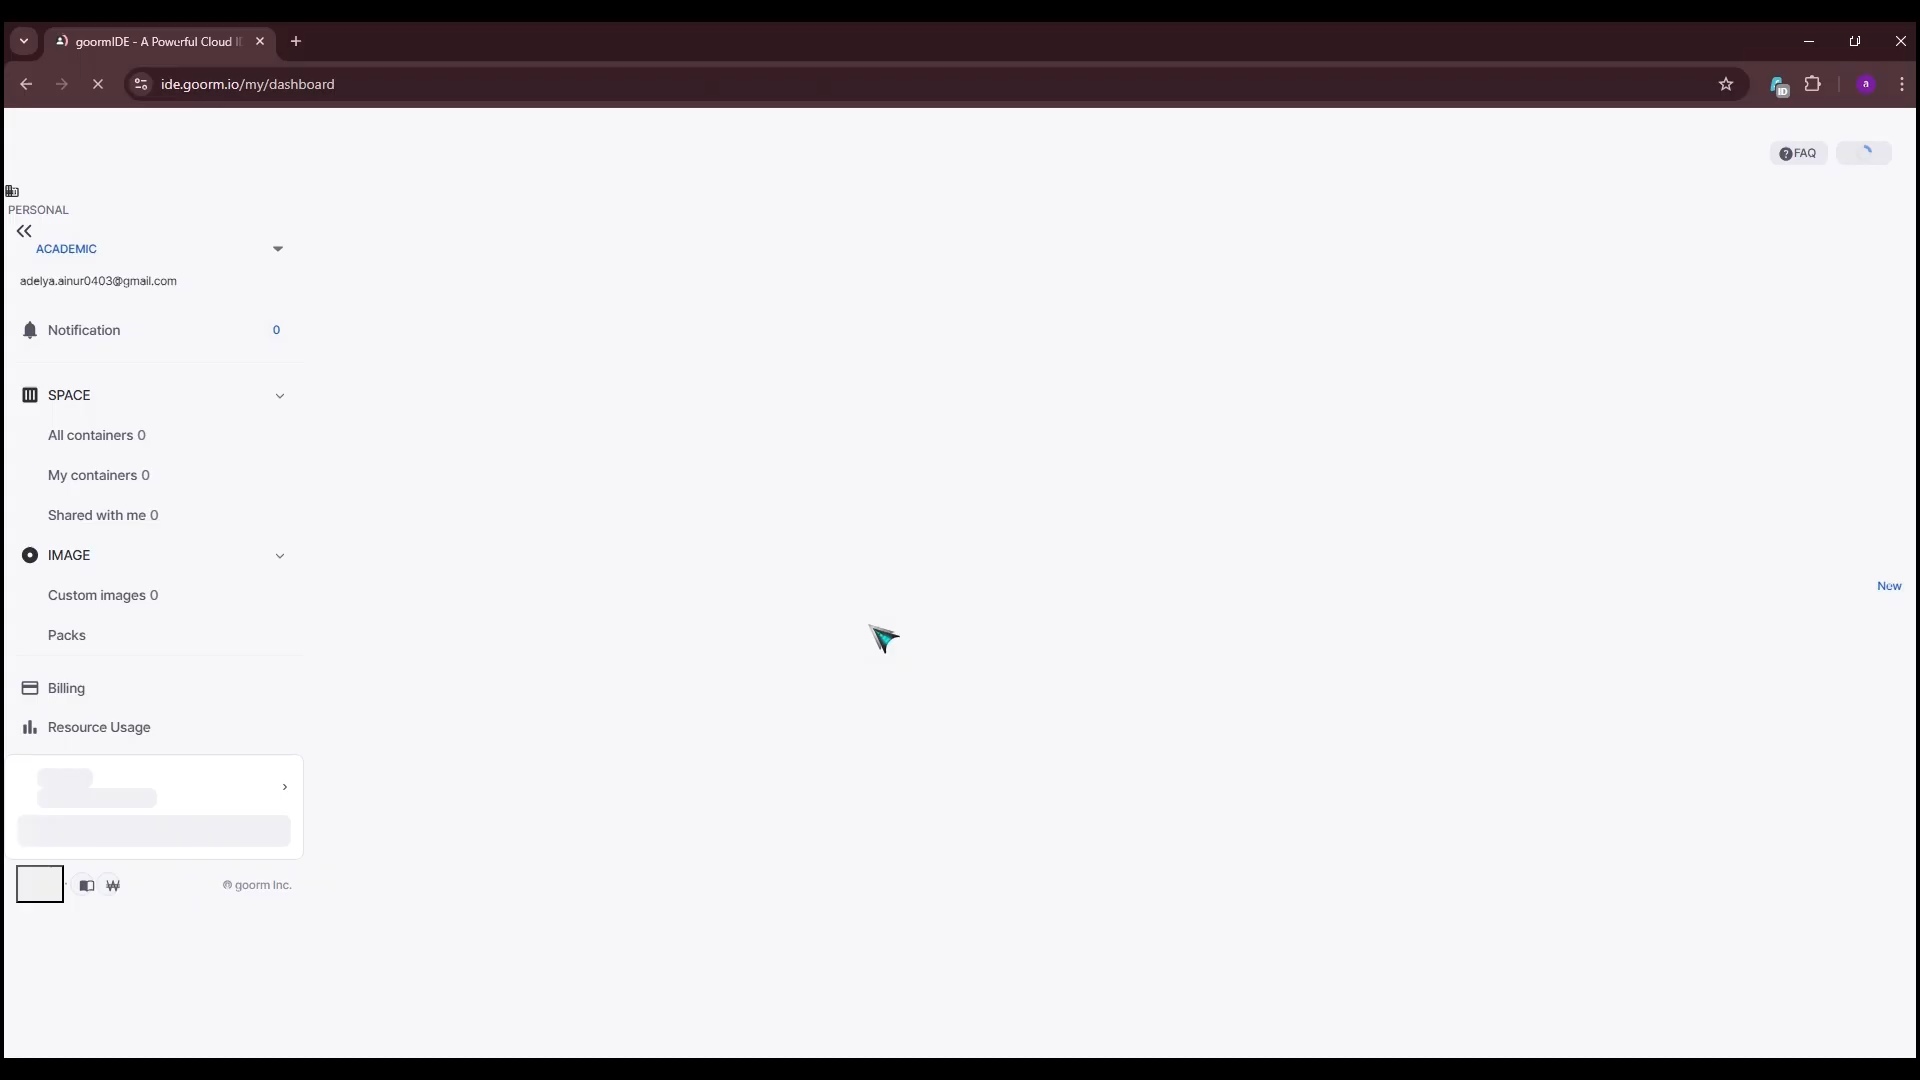 goormIDE - A Powerful Cloud I
ide.goorm.io/my/dashboard
ID
a
FAQ
PERSONAL
ACADEMIC
adelya.ainur0403@gmail.com
Notification 0
SPACE
All containers 0
My containers 0
Shared with me 0
IMAGE
Custom images 0
New
Packs
Billing
Resource Usage
© goorm Inc.